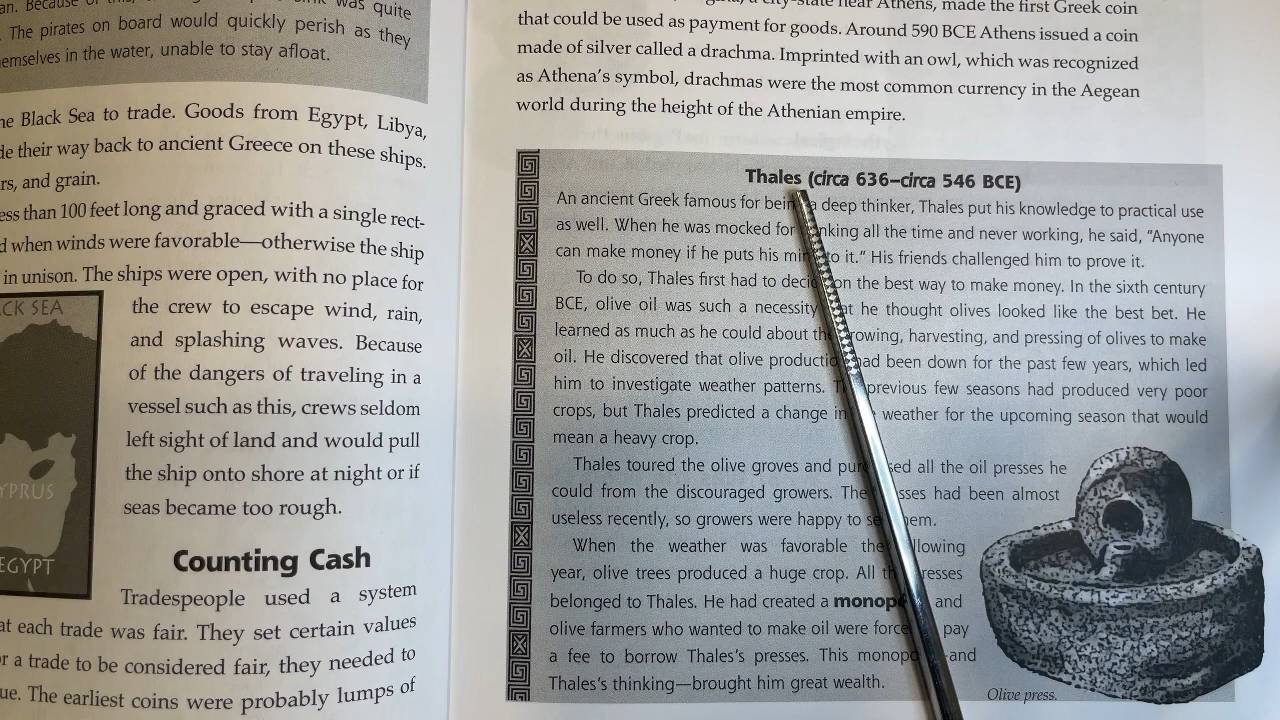 an. Because
was quite
. The pirates on board would quickly perish as they
emselves in the water, unable to stay afloat.
he Black Sea to trade. Goods from Egypt, Libya,
de their way back to ancient Greece on these ships.
rs, and grain.
ess than 100 feet long and graced with a single rect-
d when winds were favorable—otherwise the ship
in unison. The ships were open, with no place for
the crew to escape wind, rain,
and splashing waves. Because
of the dangers of traveling in a
vessel such as this, crews seldom
left sight of land and would pull
the ship onto shore at night or if
seas became too rough.
CK SEA
YPRUS
EGYPT
Counting Cash
Tradespeople used a system
at each trade was fair. They set certain values
r a trade to be considered fair, they needed to
ue. The earliest coins were probably lumps of
a city-state near Athens, made the first Greek coin
that could be used as payment for goods. Around 590 BCE Athens issued a coin
made of silver called a drachma. Imprinted with an owl, which was recognized
as Athena's symbol, drachmas were the most common currency in the Aegean
world during the height of the Athenian empire.
Thales (circa 636–circa 546 BCE)
An ancient Greek famous for bein a deep thinker, Thales put his knowledge to practical use
as well. When he was mocked for nking all the time and never working, he said, "Anyone
can make money if he puts his min to it." His friends challenged him to prove it.
To do so, Thales first had to decid on the best way to make money. In the sixth century
BCE, olive oil was such a necessity at he thought olives looked like the best bet. He
learned as much as he could about th rowing, harvesting, and pressing of olives to make
oil. He discovered that olive productio had been down for the past few years, which led
him to investigate weather patterns. Th previous few seasons had produced very poor
crops, but Thales predicted a change in weather for the upcoming season that would
mean a heavy crop.
Thales toured the olive groves and pur sed all the oil presses he
could from the discouraged growers. The sses had been almost
useless recently, so growers were happy to se em.
When the weather was favorable the llowing
year, olive trees produced a huge crop. All th resses
belonged to Thales. He had created a monopo and
olive farmers who wanted to make oil were force pay
a fee to borrow Thales's presses. This monopo and
Thales's thinking—brought him great wealth.
Olive press.